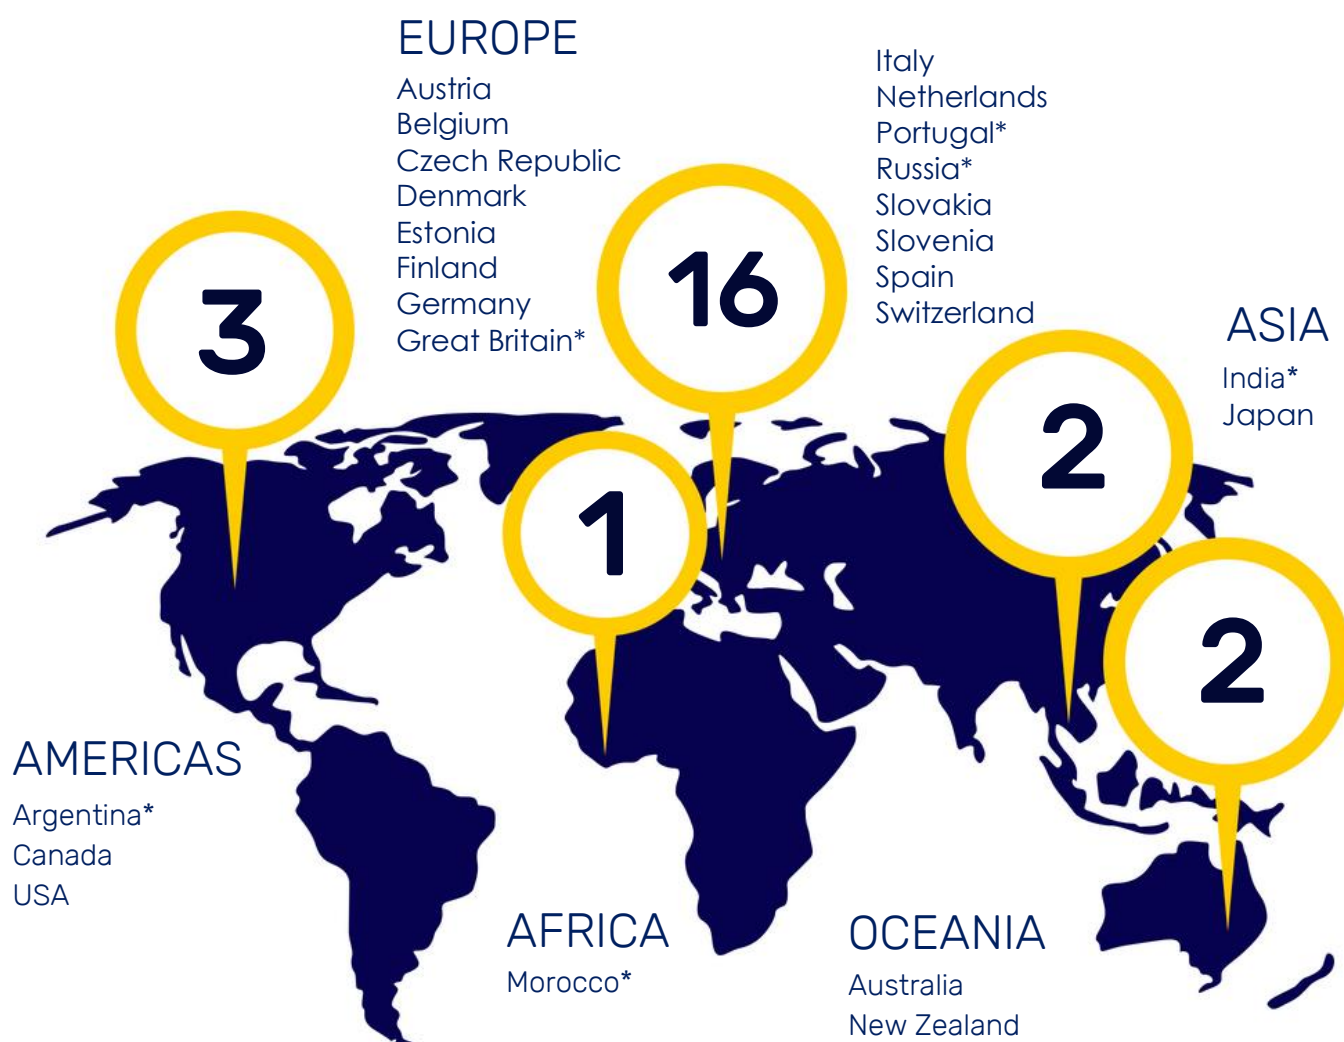 EUROPE
Austria
Belgium
Czech Republic
Denmark
Estonia
Finland
Germany
Great Britain*
Italy
Netherlands
Portugal*
Russia*
Slovakia
Slovenia
Spain
Switzerland
16
3
1
2
2
ASIA
India*
Japan
AMERICAS
Argentina*
Canada
USA
AFRICA
Morocco*
OCEANIA
Australia
New Zealand